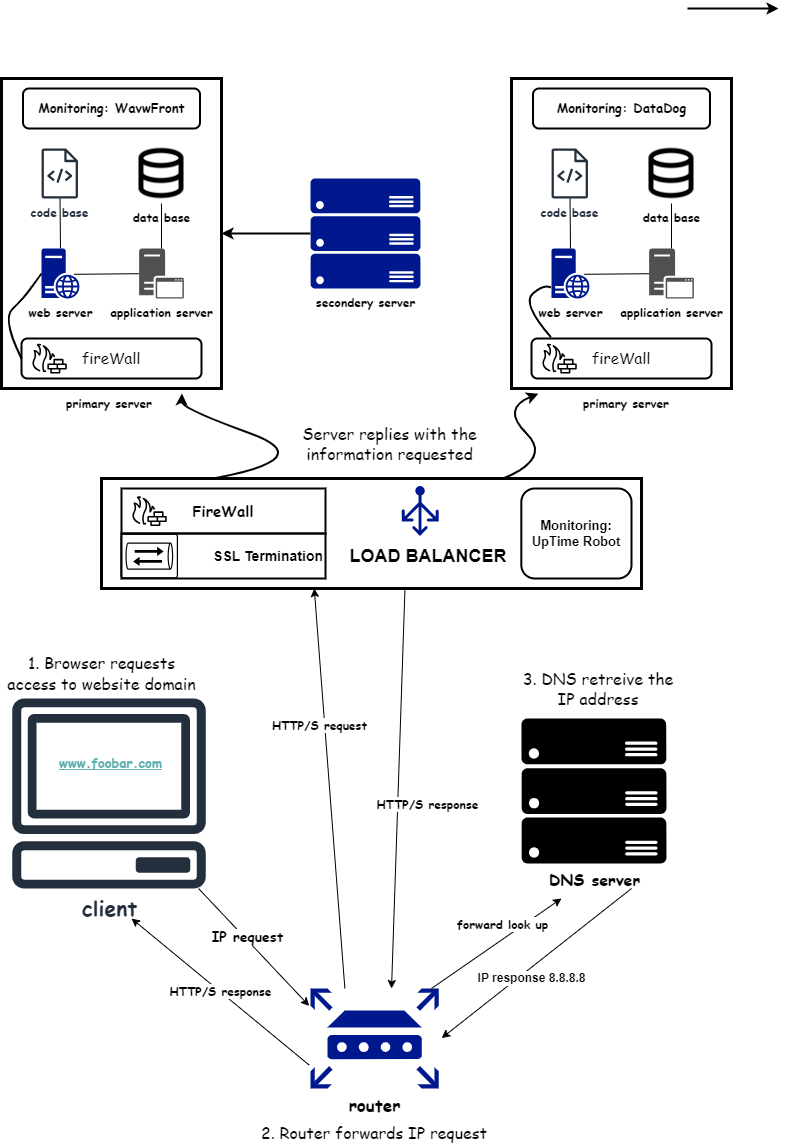 Monitoring: WavwFront
Monitoring: DataDog
</>
</>
code base
data base
code base
data base
web server
application server
secondery server
web server
application server
fireWall
fireWall
primary server
primary server
Server replies with the
information requested
FireWall
SSL Termination
LOAD BALANCER
Monitoring:
UpTime Robot
1. Browser requests
access to website domain
3. DNS retreive the
IP address
HTTP/S request
www.foobar.com
HTTP/S response
DNS server
client
forward look up
IP request
IP response 8.8.8.8
HTTP/S response
router
2. Router forwards IP request